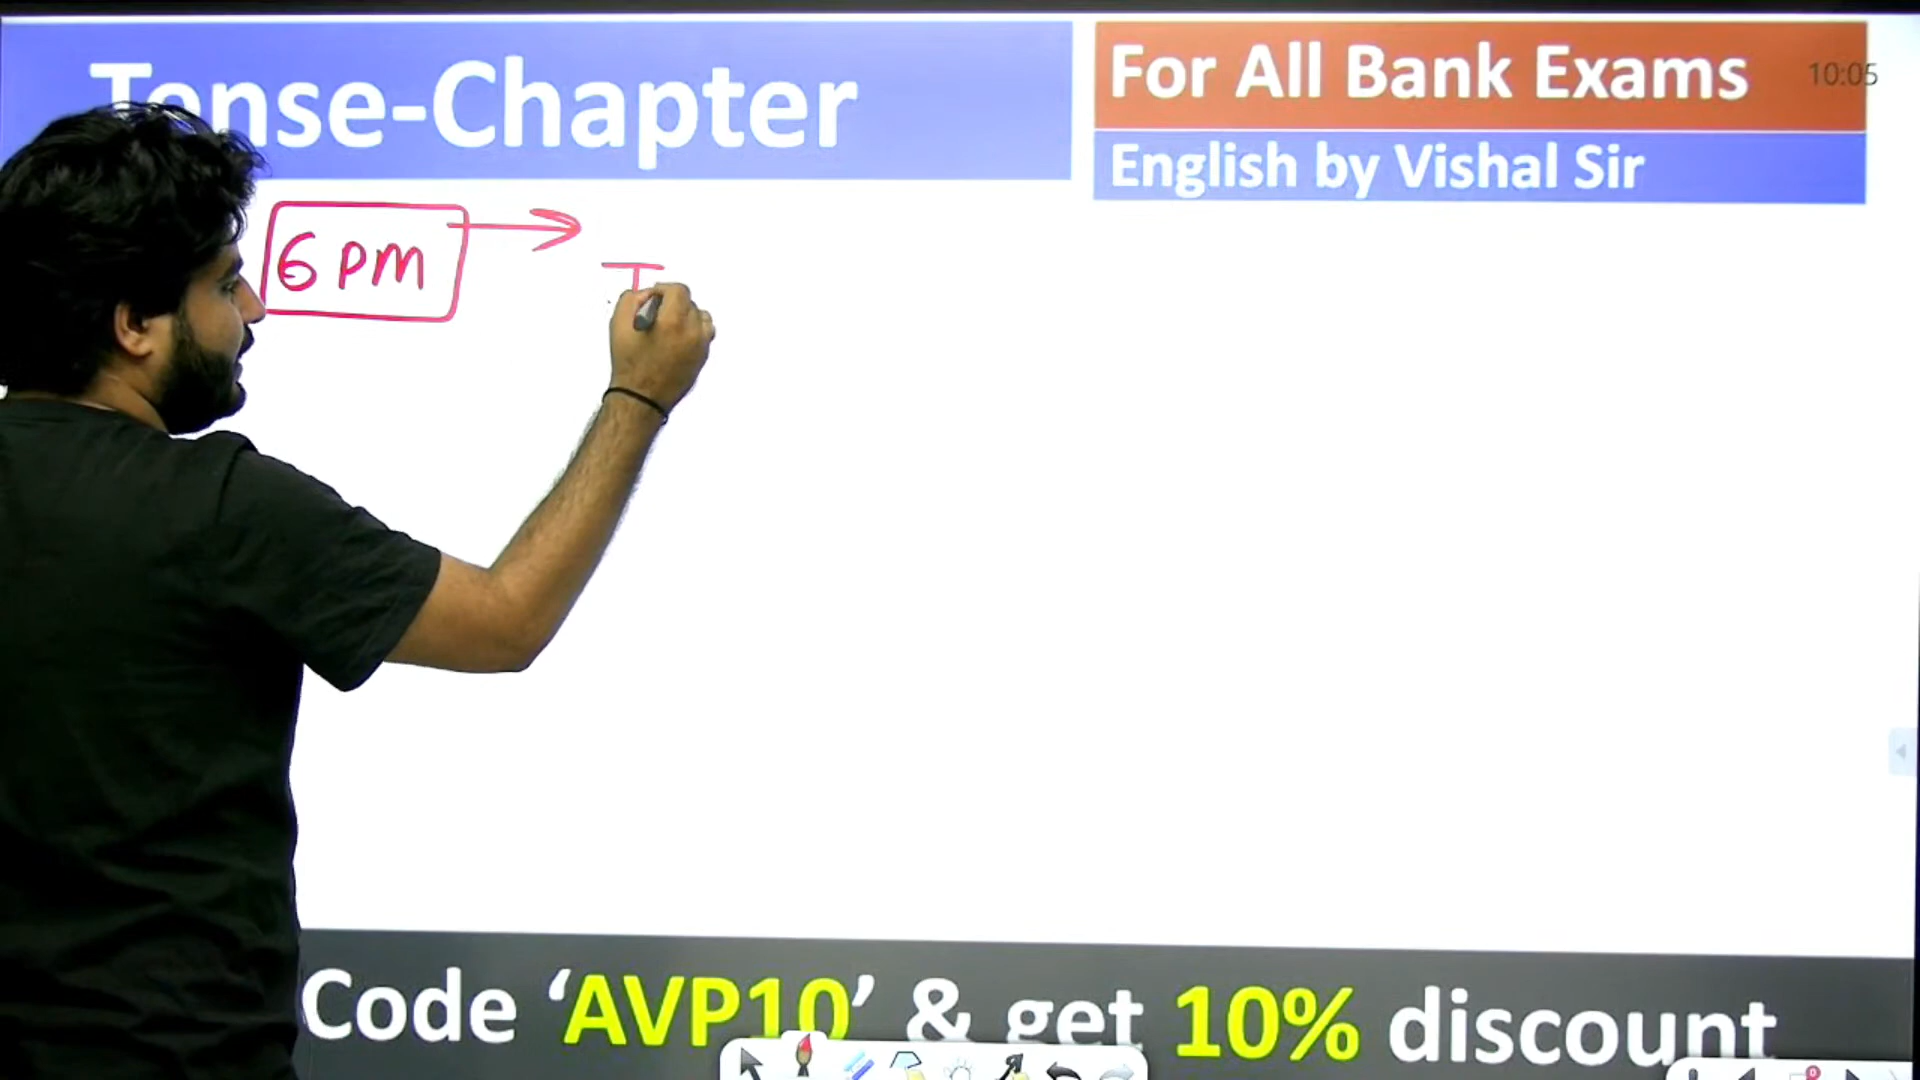 Tense-Chapter
For All Bank Exams
10:05
English by Vishal Sir
6 PM
Code ‘AVP10’ & get 10% discount